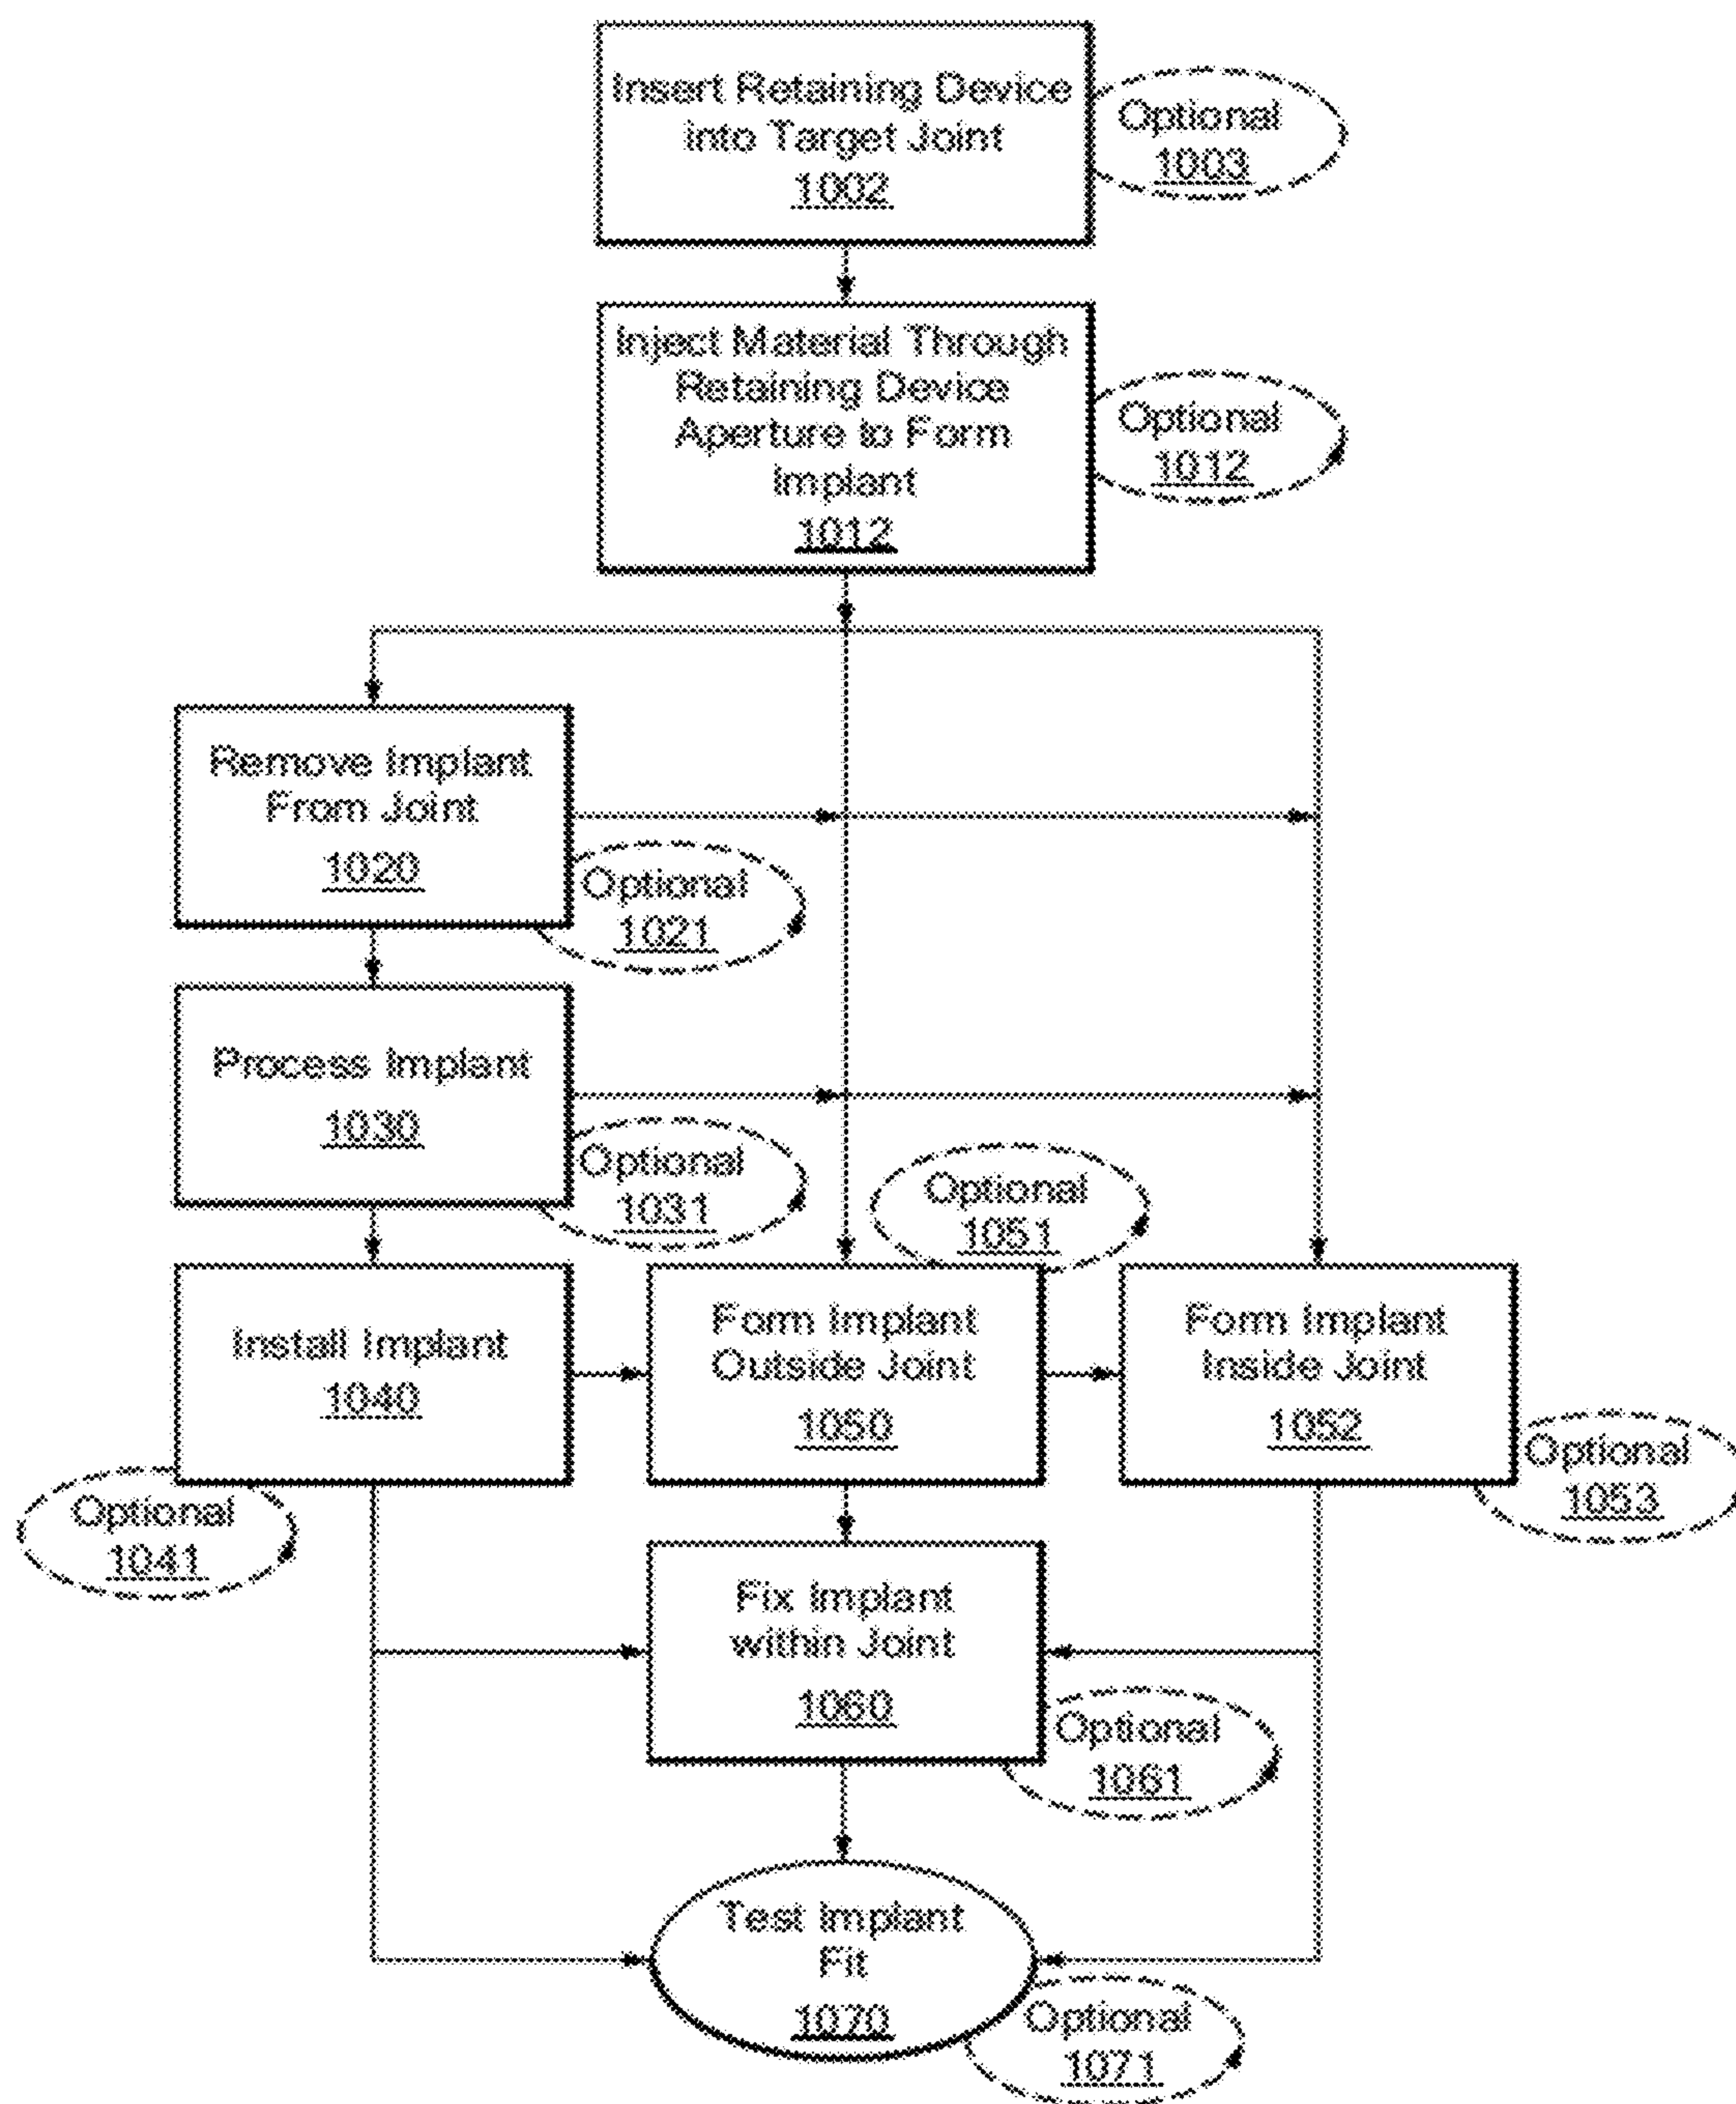 Insert Retaining Device
into Target Joint
1002
Optional
1003
Inject Material Through
Retaining Device
Aperture to Form
Implant
1012
Optional
1012
Remove Implant
From Joint
1020
Optional
1021
Process Implant
1030
Optional
1031
Install Implant
1040
Optional
1041
Optional
1051
Form Implant
Outside Joint
1050
Form Implant
Inside Joint
1052
Optional
1053
Fix Implant
within Joint
1060
Optional
1061
Test Implant
Fit
1070
Optional
1071